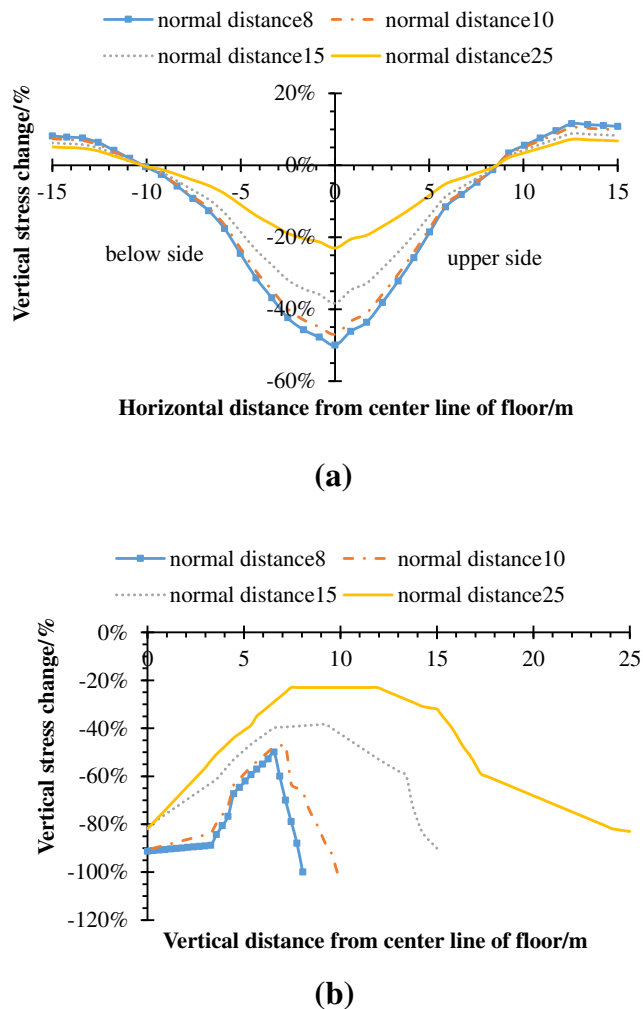 normal distance8 normal distance10
normal distance15 normal distance25
Vertical stress change/%
20%
0%
-20%
-40%
-60%
-15 -10 -5 0 5 10 15
below side
upper side
Horizontal distance from center line of floor/m
(a)
normal distance8 normal distance10
normal distance15 normal distance25
Vertical stress change/%
0%
-20%
-40%
-60%
-80%
-100%
-120%
0 5 10 15 20 25
Vertical distance from center line of floor/m
(b)